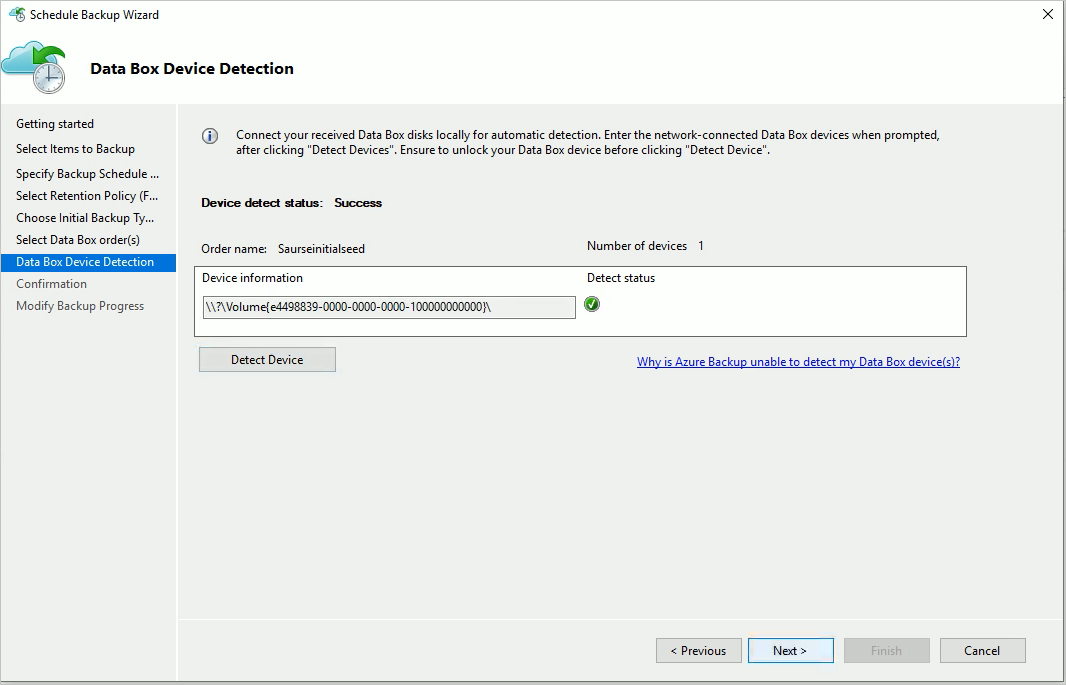 Schedule Backup Wizard
Data Box Device Detection
Getting started
Select Items to Backup
Specify Backup Schedule ...
Select Retention Policy (F...
Choose Initial Backup Ty...
Select Data Box order(s)
Data Box Device Detection
Confirmation
Modify Backup Progress
Connect your received Data Box disks locally for automatic detection. Enter the network-connected Data Box devices when prompted,
after clicking "Detect Devices". Ensure to unlock your Data Box device before clicking "Detect Device".
Device detect status: Success
Order name: Saurseinitialseed
Number of devices 1
Device information
Detect status
\\?\Volume{e4498839-0000-0000-0000-100000000000}\
Detect Device
Why is Azure Backup unable to detect my Data Box device(s)?
< Previous
Next >
Finish
Cancel